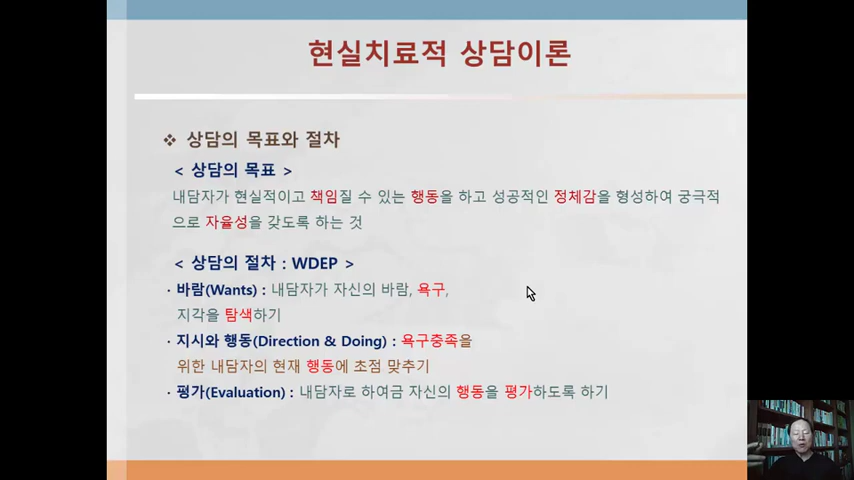 현실치료적 상담이론
❖ 상담의 목표와 절차
< 상담의 목표 >
내담자가 현실적이고 책임질 수 있는 행동을 하고 성공적인 정체감을 형성하여 궁극적
으로 자율성을 갖도록 하는 것
< 상담의 절차 : WDEP >
· 바람(Wants) : 내담자가 자신의 바람, 욕구,
지각을 탐색하기
· 지시와 행동(Direction & Doing) : 욕구충족을
위한 내담자의 현재 행동에 초점 맞추기
· 평가(Evaluation) : 내담자로 하여금 자신의 행동을 평가하도록 하기